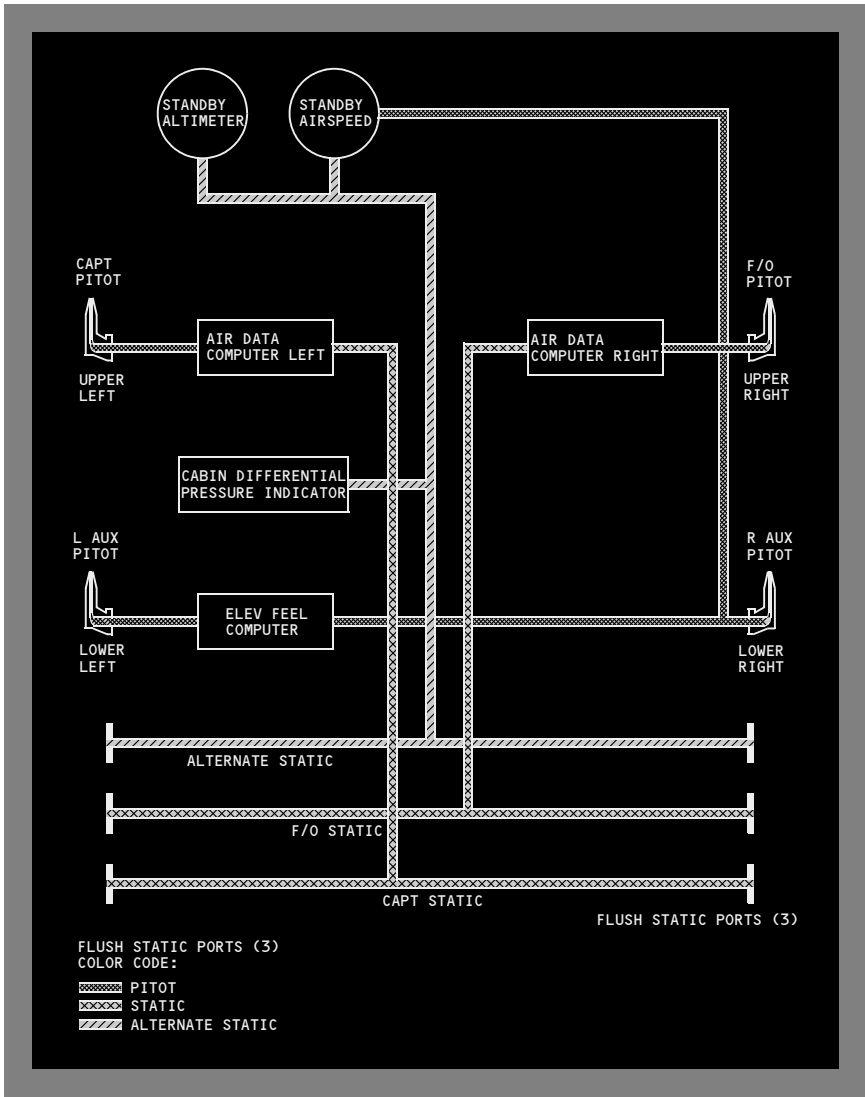 STANDBY
ALTIMETER
STANDBY
AIRSPEED
CAPT
PITOT
F/O
PITOT
AIR DATA
COMPUTER LEFT
AIR DATA
COMPUTER RIGHT
UPPER
LEFT
UPPER
RIGHT
CABIN DIFFERENTIAL
PRESSURE INDICATOR
L AUX
PITOT
R AUX
PITOT
ELEV FEEL
COMPUTER
LOWER
LEFT
LOWER
RIGHT
ALTERNATE STATIC
F/O STATIC
CAPT STATIC
FLUSH STATIC PORTS (3)
FLUSH STATIC PORTS (3)
COLOR CODE:
PITOT
STATIC
ALTERNATE STATIC